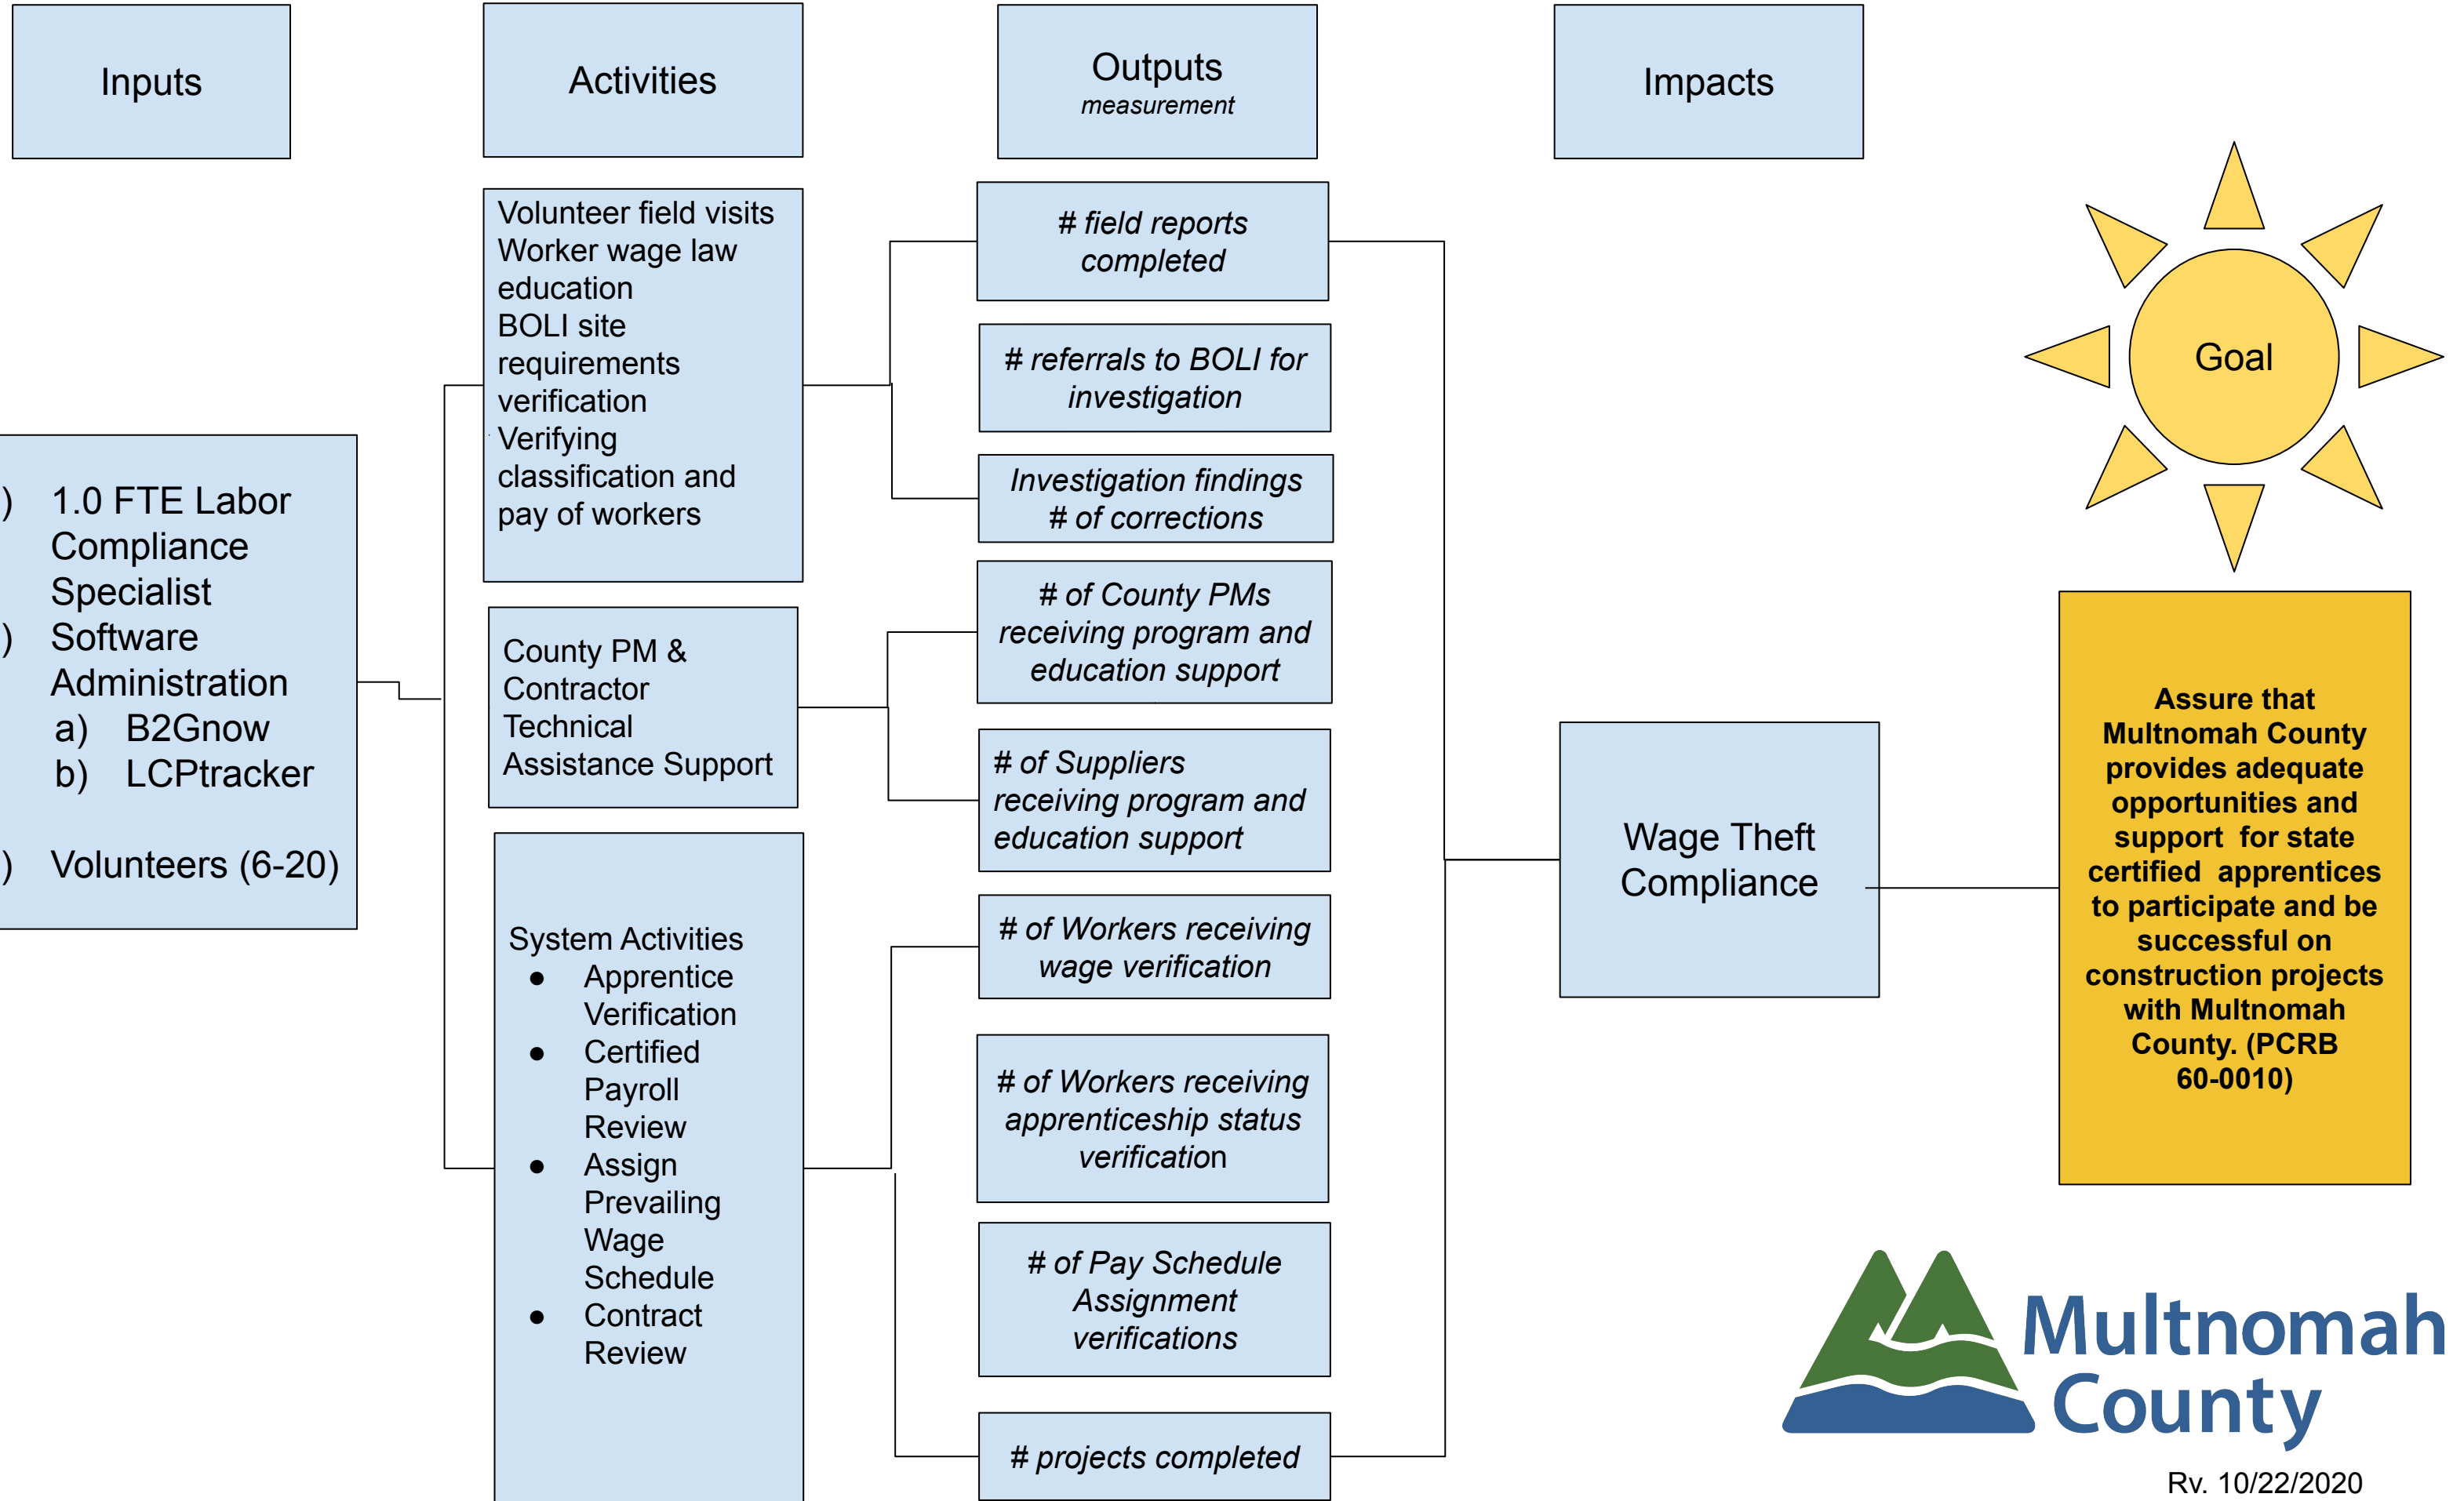 Inputs
Activities
Outputs
measurement
Impacts
) 1.0 FTE Labor
Compliance
Specialist
) Software
Administration
a) B2Gnow
b) LCPtracker
) Volunteers (6-20)
Volunteer field visits
Worker wage law
education
BOLI site
requirements
verification
Verifying
classification and
pay of workers
County PM &
Contractor
Technical
Assistance Support
System Activities
● Apprentice
Verification
● Certified
Payroll
Review
● Assign
Prevailing
Wage
Schedule
● Contract
Review
# field reports
completed
# referrals to BOLI for
investigation
Investigation findings
# of corrections
# of County PMs
receiving program and
education support
# of Suppliers
receiving program and
education support
# of Workers receiving
wage verification
# of Workers receiving
apprenticeship status
verification
# of Pay Schedule
Assignment
verifications
# projects completed
Wage Theft
Compliance
Goal
Assure that
Multnomah County
provides adequate
opportunities and
support for state
certified apprentices
to participate and be
successful on
construction projects
with Multnomah
County. (PCRB
60-0010)
Multnomah
County
Rv. 10/22/2020